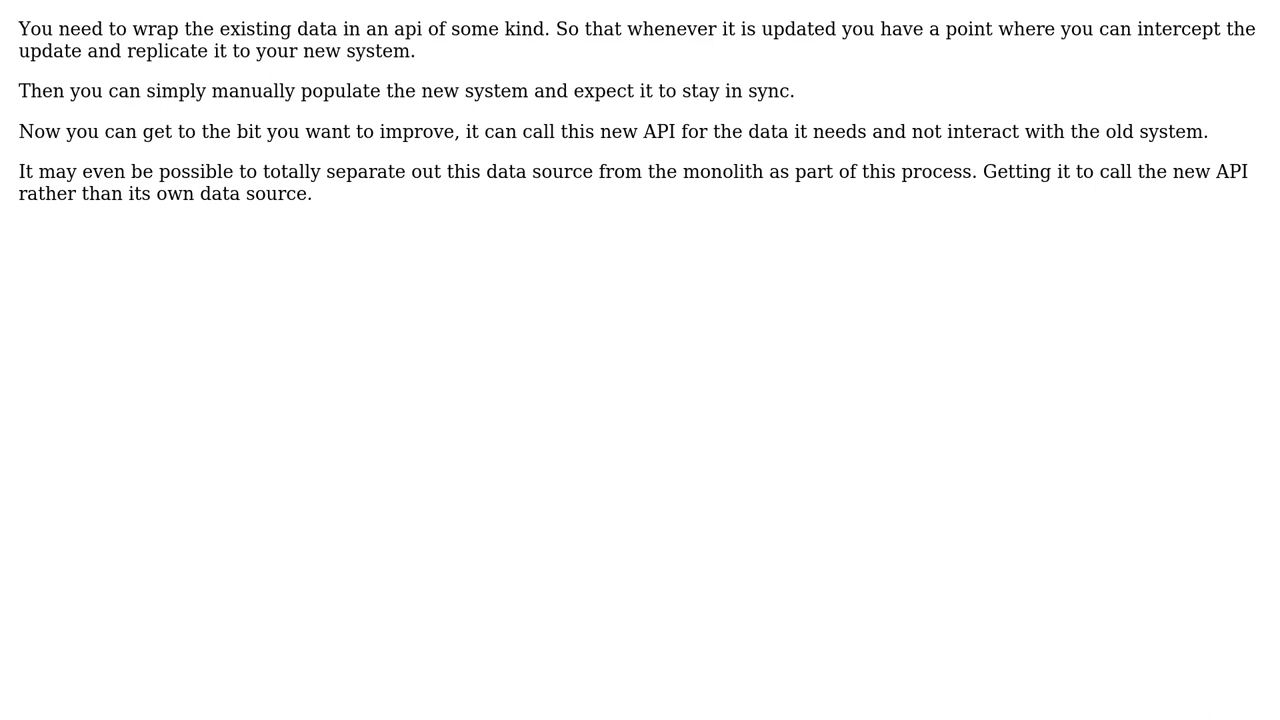 You need to wrap the existing data in an api of some kind. So that whenever it is updated you have a point where you can intercept the
update and replicate it to your new system.
Then you can simply manually populate the new system and expect it to stay in sync.
Now you can get to the bit you want to improve, it can call this new API for the data it needs and not interact with the old system.
It may even be possible to totally separate out this data source from the monolith as part of this process. Getting it to call the new API
rather than its own data source.